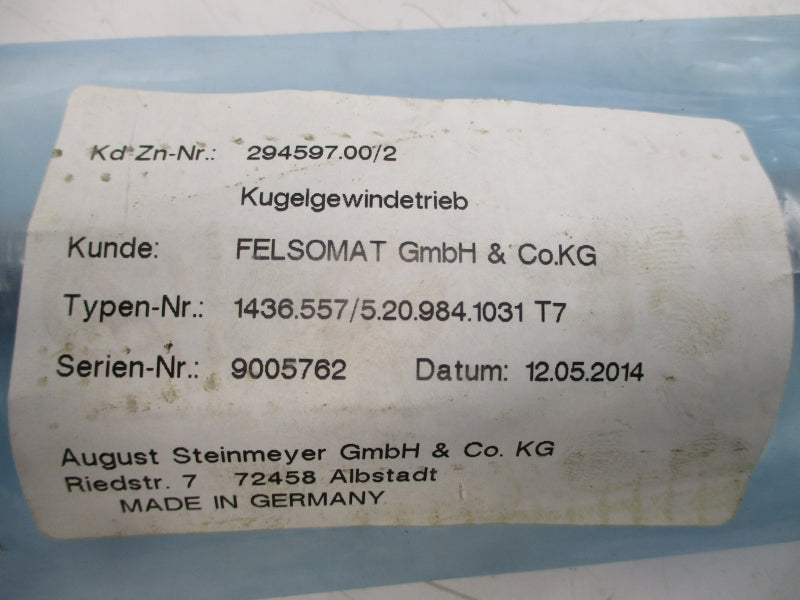 Kd-Zn-Nr.: 294597.00/2
Kugelgewindetrieb
Kunde: FELSOMAT GmbH & Co.KG
Typen-Nr.: 1436.557/5.20.984.1031 T7
Serien-Nr.: 9005762 Datum: 12.05.2014
August Steinmeyer GmbH & Co. KG
Riedstr. 7 72458 Albstadt
MADE IN GERMANY